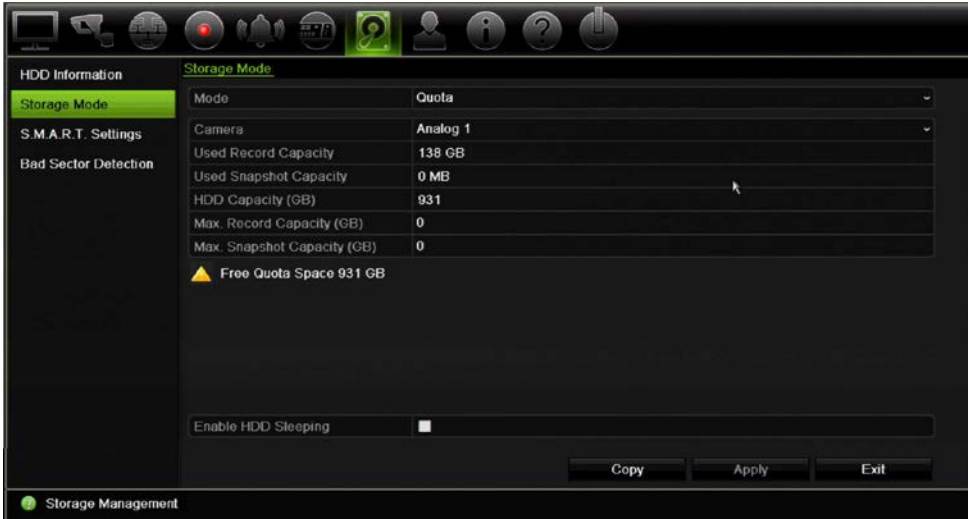 HDD Information
Storage Mode
S.M.A.R.T. Settings
Bad Sector Detection
Storage Mode
Mode Quota
Camera Analog 1
Used Record Capacity 138 GB
Used Snapshot Capacity 0 MB
HDD Capacity (GB) 931
Max. Record Capacity (GB) 0
Max. Snapshot Capacity (GB) 0
Free Quota Space 931 GB
Enable HDD Sleeping
Copy Apply Exit
Storage Management